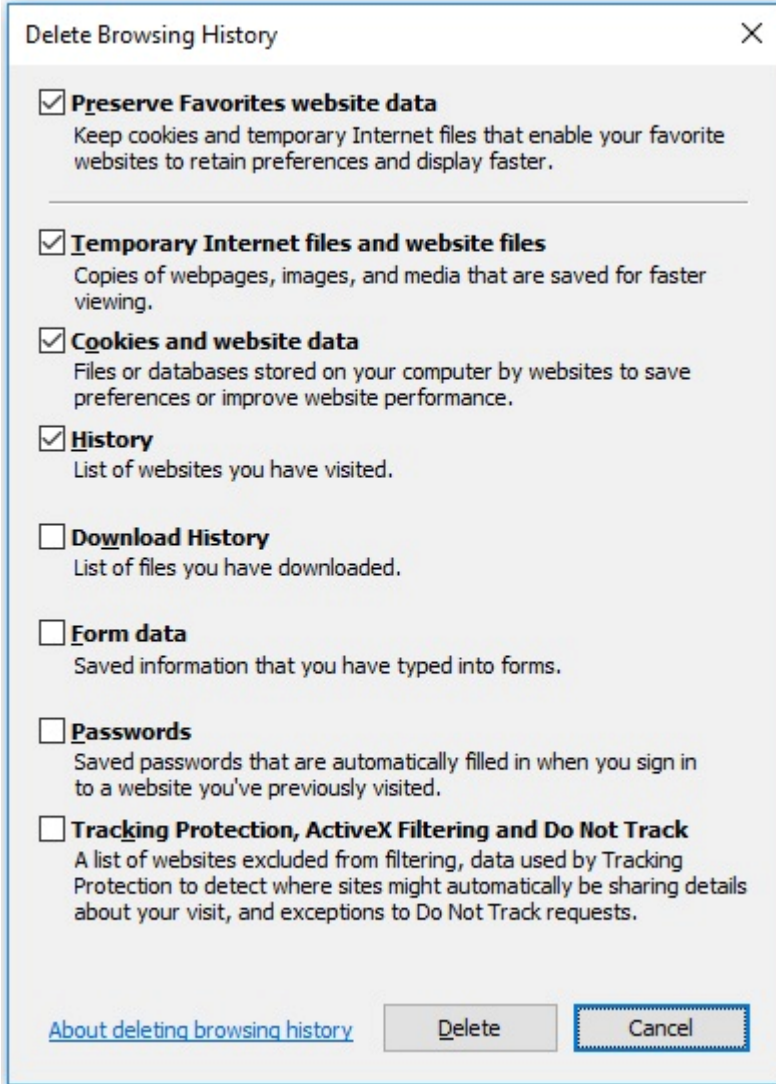 Delete Browsing History
Preserve Favorites website data
Keep cookies and temporary Internet files that enable your favorite
websites to retain preferences and display faster.
Temporary Internet files and website files
Copies of webpages, images, and media that are saved for faster
viewing.
Cookies and website data
Files or databases stored on your computer by websites to save
preferences or improve website performance.
History
List of websites you have visited.
Download History
List of files you have downloaded.
Form data
Saved information that you have typed into forms.
Passwords
Saved passwords that are automatically filled in when you sign in
to a website you've previously visited.
Tracking Protection, ActiveX Filtering and Do Not Track
A list of websites excluded from filtering, data used by Tracking
Protection to detect where sites might automatically be sharing details
about your visit, and exceptions to Do Not Track requests.
About deleting browsing history
Delete
Cancel